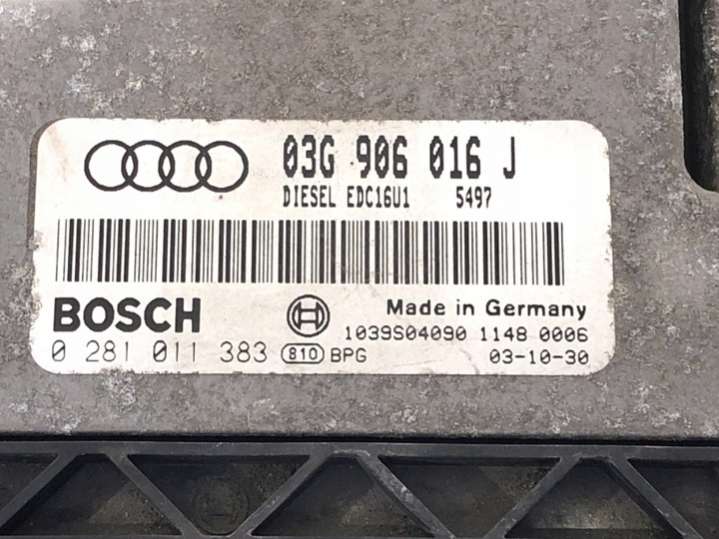 03G 906 016 J
DIESEL EDC16U1 5497
BOSCH
Made in Germany
1039S04090 1148 0006
0 281 011 383 810 BPG 03-10-30